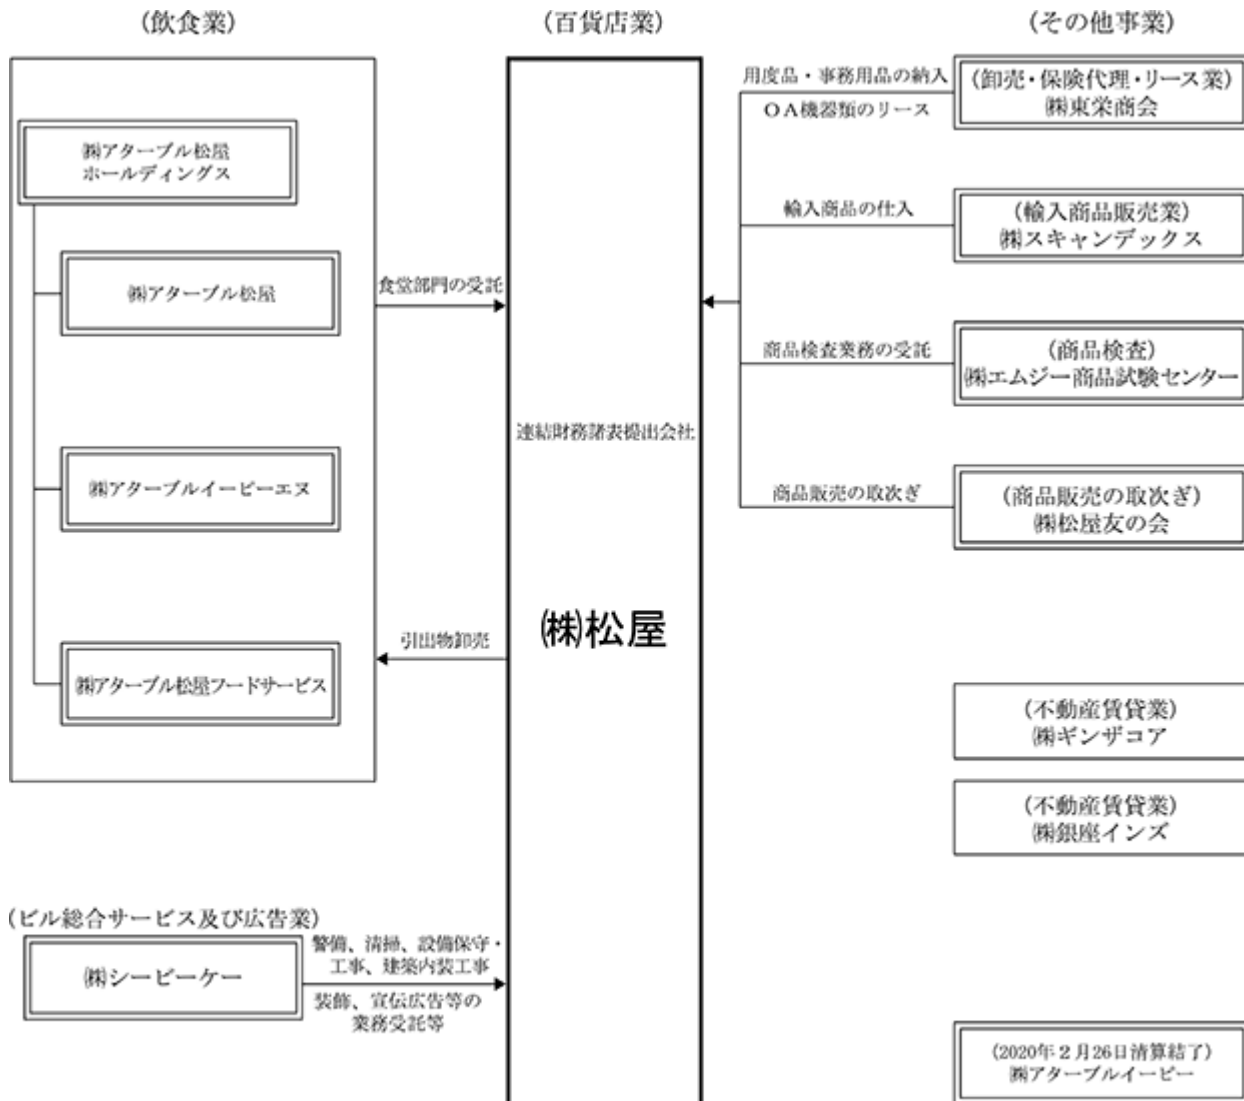 (飲食業)
(百貨店業)
(その他事業)
㈱アターブル松屋
ホールディングス
㈱アターブル松屋
㈱アターブルイーピーエヌ
㈱アターブル松屋フードサービス
食堂部門の受託
引出物卸売
連結財務諸表提出会社
㈱松屋
用度品・事務用品の納入
OA機器類のリース
(卸売・保険代理・リース業)
㈱東栄商会
輸入商品の仕入
(輸入商品販売業)
㈱スキャンデックス
商品検査業務の受託
(商品検査)
㈱エムジー商品試験センター
商品販売の取次ぎ
(商品販売の取次ぎ)
㈱松屋友の会
(不動産賃貸業)
㈱ギンザコア
(不動産賃貸業)
㈱銀座インズ
(ビル総合サービス及び広告業)
㈱シービーケー
警備、清掃、設備保守・
工事、建築内装工事
装飾、宣伝広告等の
業務受託等
(2020年2月26日清算結了)
㈱アターブルイーピー